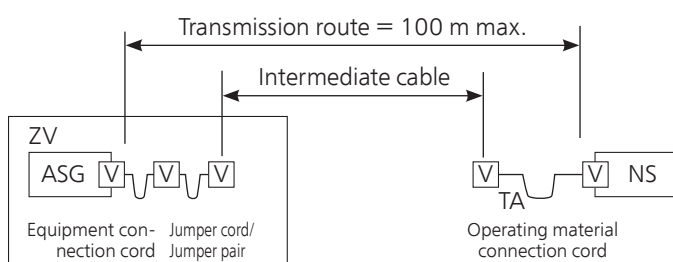 Transmission route = 100 m max.
Intermediate cable
ZV
ASG V V V
V V NS
TA
Equipment con-
nection cord
Jumper cord/
Jumper pair
Operating material
connection cord